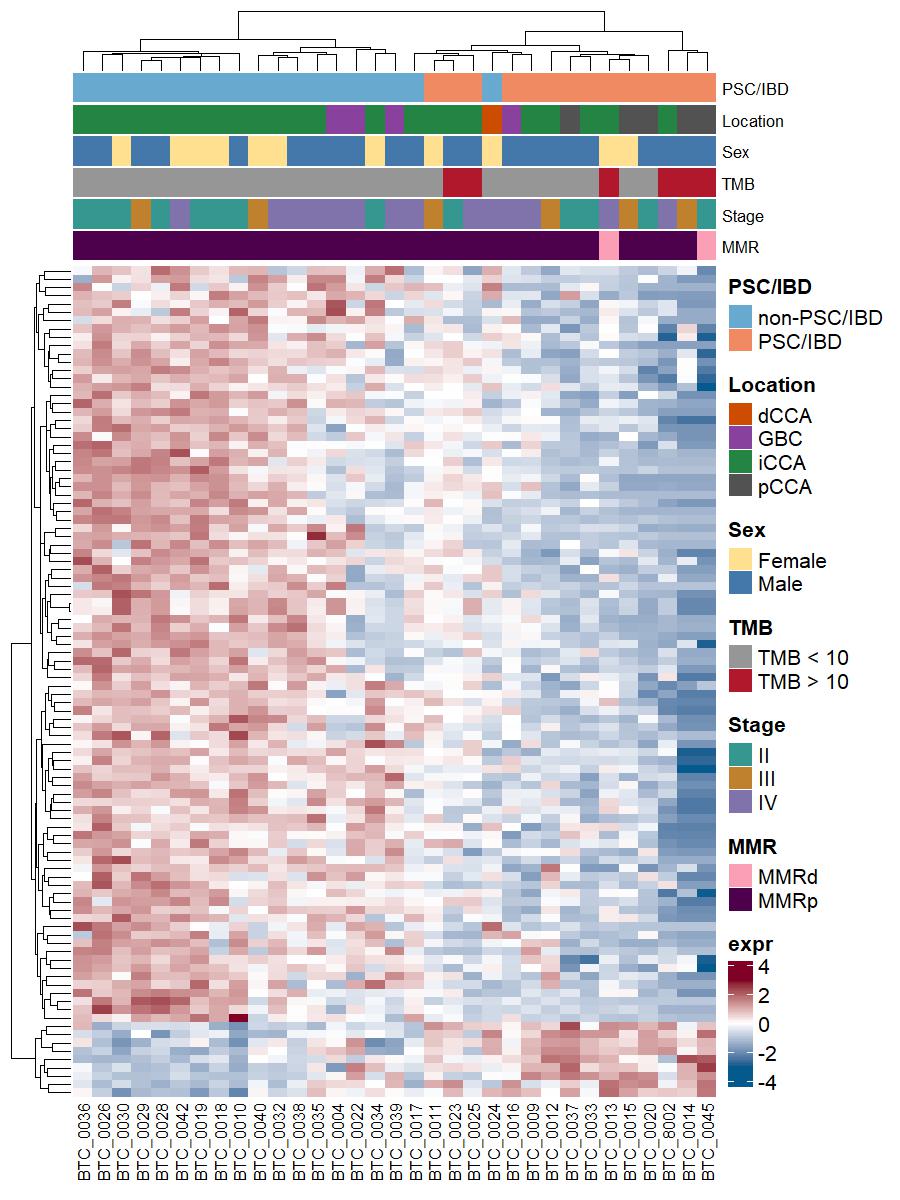 PSC/IBD
Location
Sex
TMB
Stage
MMR
PSC/IBD
non-PSC/IBD
PSC/IBD
Location
dCCA
GBC
iCCA
pCCA
Sex
Female
Male
TMB
TMB < 10
TMB > 10
Stage
II
III
IV
MMR
MMRd
MMRp
expr
4
2
0
-2
-4
BTC_0036
BTC_0026
BTC_0030
BTC_0029
BTC_0028
BTC_0042
BTC_0019
BTC_0018
BTC_0010
BTC_0040
BTC_0032
BTC_0038
BTC_0035
BTC_0004
BTC_0022
BTC_0034
BTC_0039
BTC_0017
BTC_0011
BTC_0023
BTC_0025
BTC_0024
BTC_0016
BTC_0009
BTC_0012
BTC_0037
BTC_0033
BTC_0013
BTC_0015
BTC_0020
BTC_8002
BTC_0014
BTC_0045